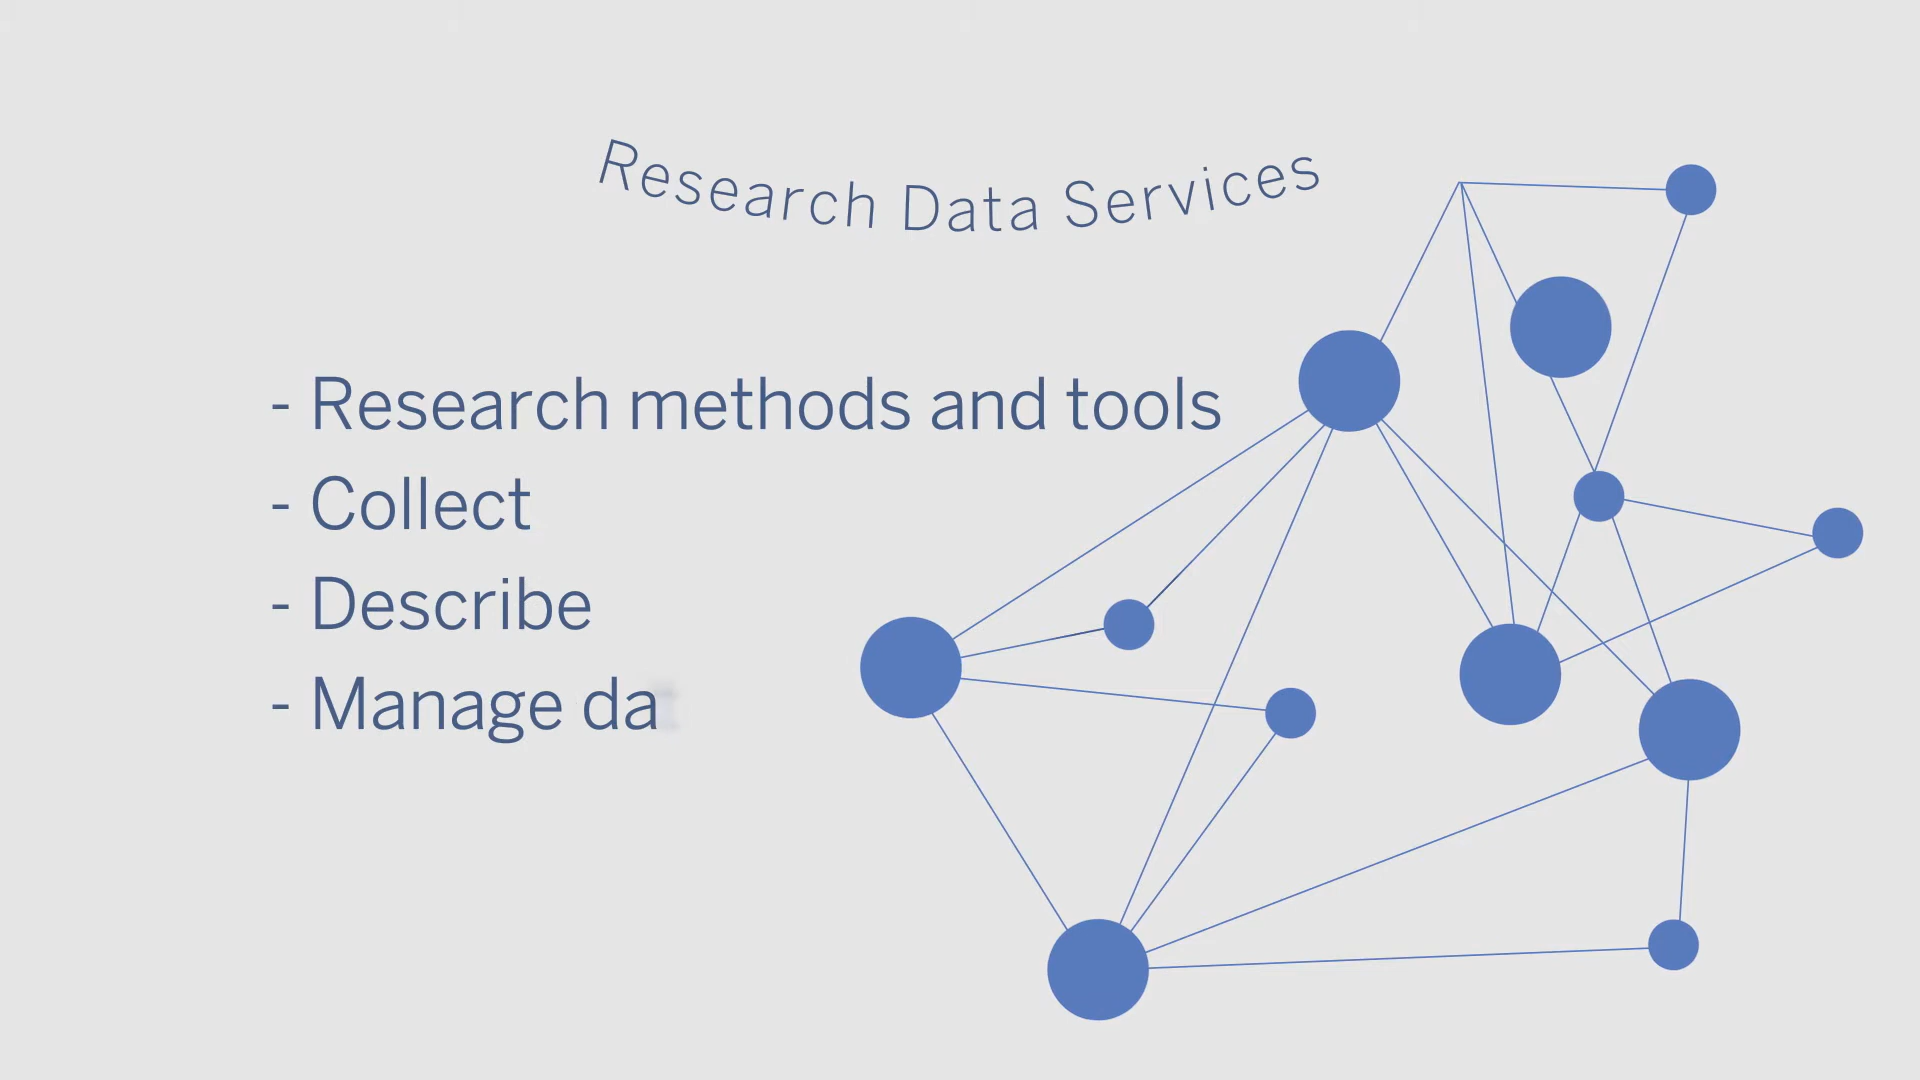 Research Data Services
- Research methods and tools
- Collect
- Describe
- Manage da